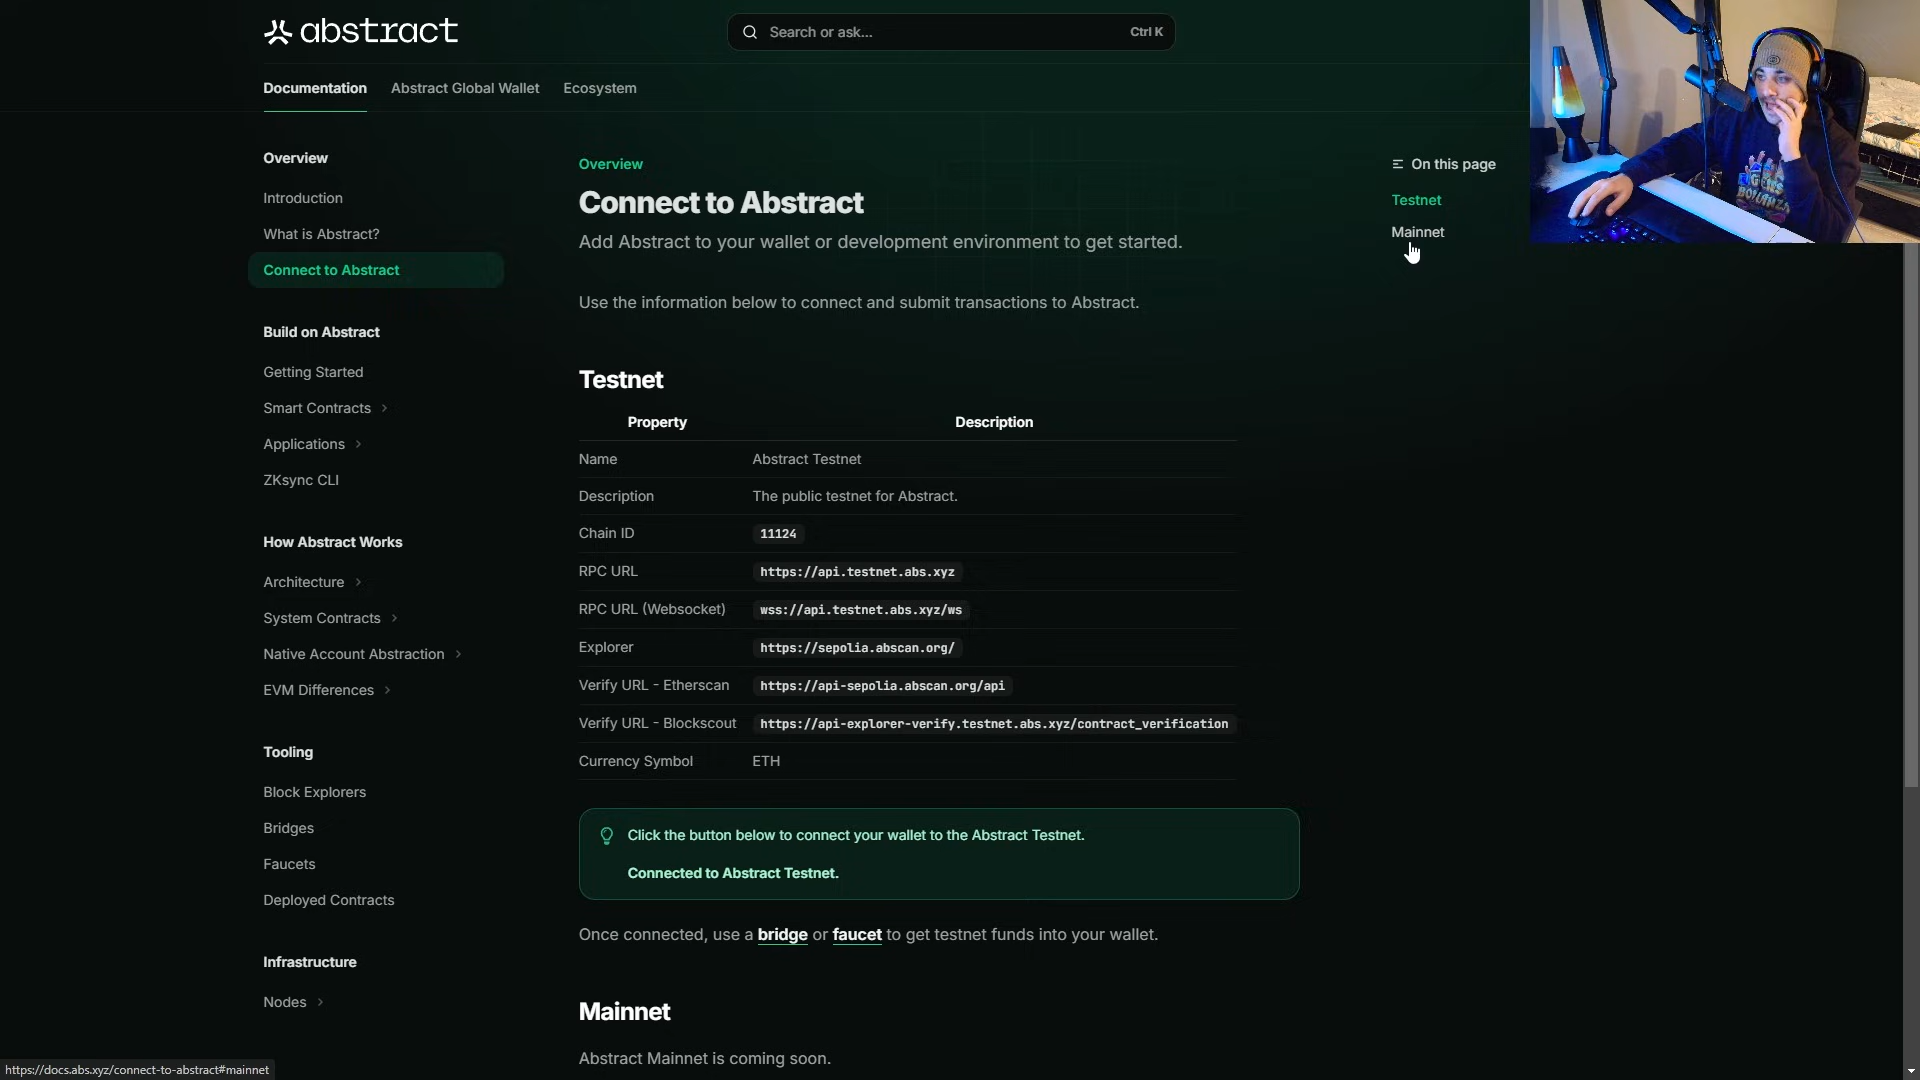 abstract
Search or ask...
Ctrl K
Documentation
Abstract Global Wallet
Ecosystem
Overview
Introduction
What is Abstract?
Connect to Abstract
Build on Abstract
Getting Started
Smart Contracts
Applications
ZKsync CLI
How Abstract Works
Architecture
System Contracts
Native Account Abstraction
EVM Differences
Tooling
Block Explorers
Bridges
Faucets
Deployed Contracts
Infrastructure
Nodes
Overview
Connect to Abstract
Add Abstract to your wallet or development environment to get started.
Use the information below to connect and submit transactions to Abstract.
Testnet
Property Description
Name Abstract Testnet
Description The public testnet for Abstract.
Chain ID 11124
RPC URL https://api.testnet.abs.xyz
RPC URL (Websocket) wss://api.testnet.abs.xyz/ws
Explorer https://sepolia.abscan.org/
Verify URL - Etherscan https://api-sepolia.abscan.org/api
Verify URL - Blockscout https://api-explorer-verify.testnet.abs.xyz/contract_verification
Currency Symbol ETH
Click the button below to connect your wallet to the Abstract Testnet.
Connected to Abstract Testnet.
Once connected, use a bridge or faucet to get testnet funds into your wallet.
Mainnet
Abstract Mainnet is coming soon.
On this page
Testnet
Mainnet
https://docs.abs.xyz/connect-to-abstract#mainnet